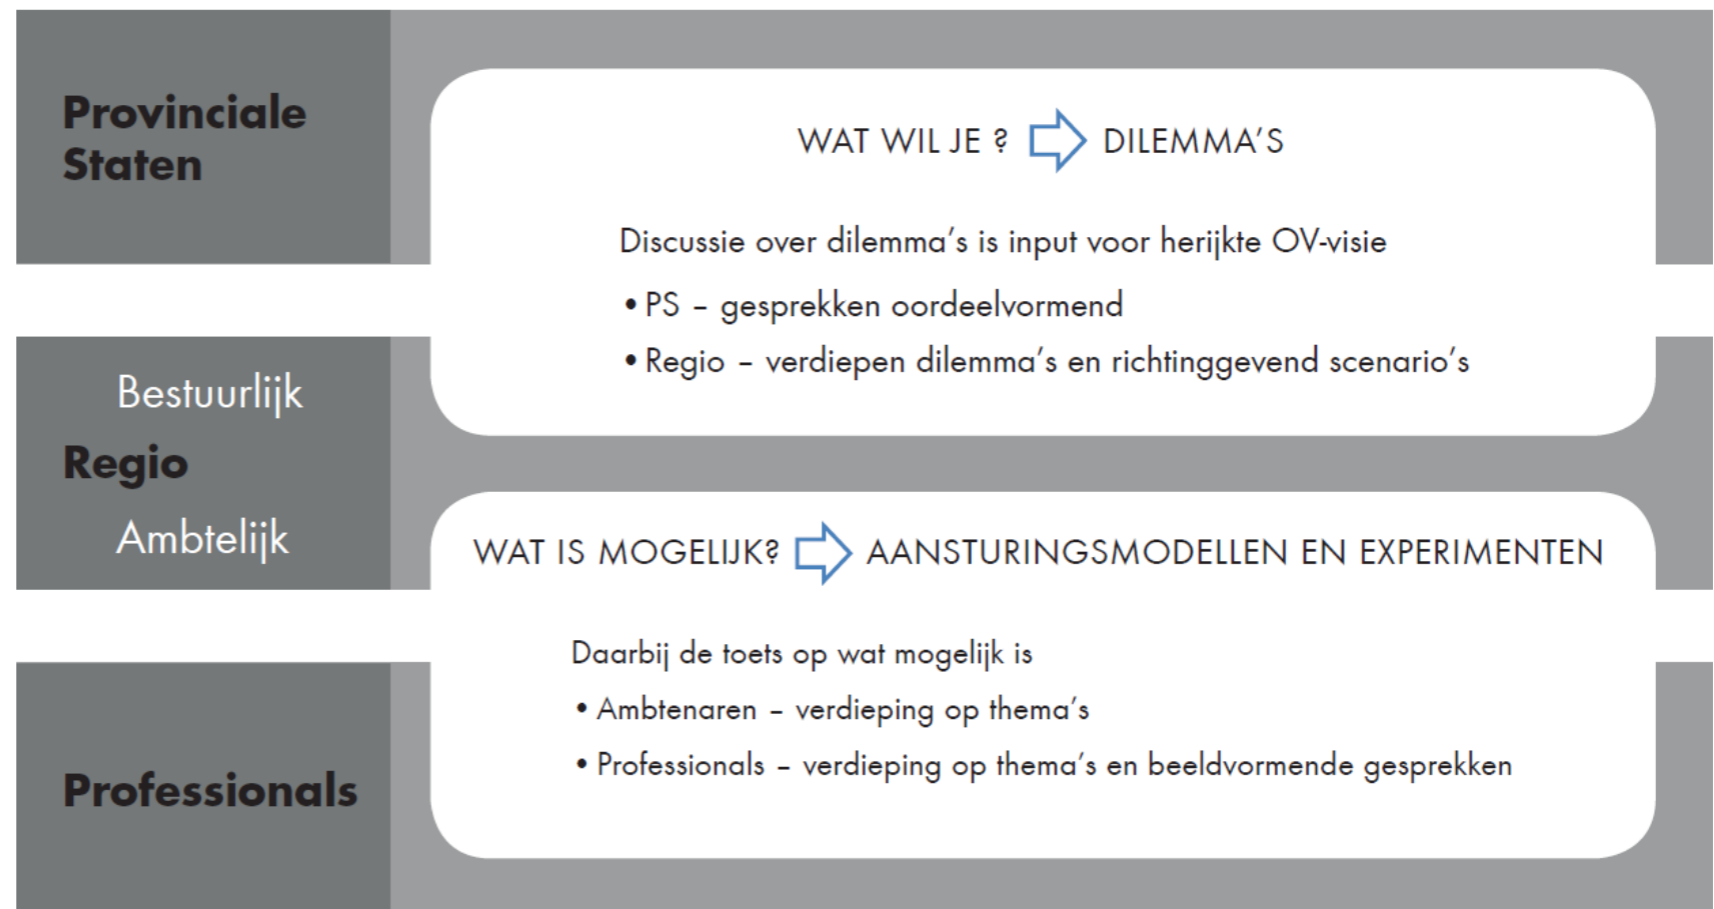 Provinciale
Staten
WAT WIL JE ? DILEMMA'S
Discussie over dilemma's is input voor herijkte OV-visie
• PS – gesprekken oordeelvormend
• Regio – verdiepen dilemma's en richtinggevend scenario's
Bestuurlijk
Regio
Ambtelijk
WAT IS MOGELIJK? AANSTURINGSMODELLEN EN EXPERIMENTEN
Daarbij de toets op wat mogelijk is
• Ambtenaren – verdieping op thema's
• Professionals – verdieping op thema's en beeldvormende gesprekken
Professionals